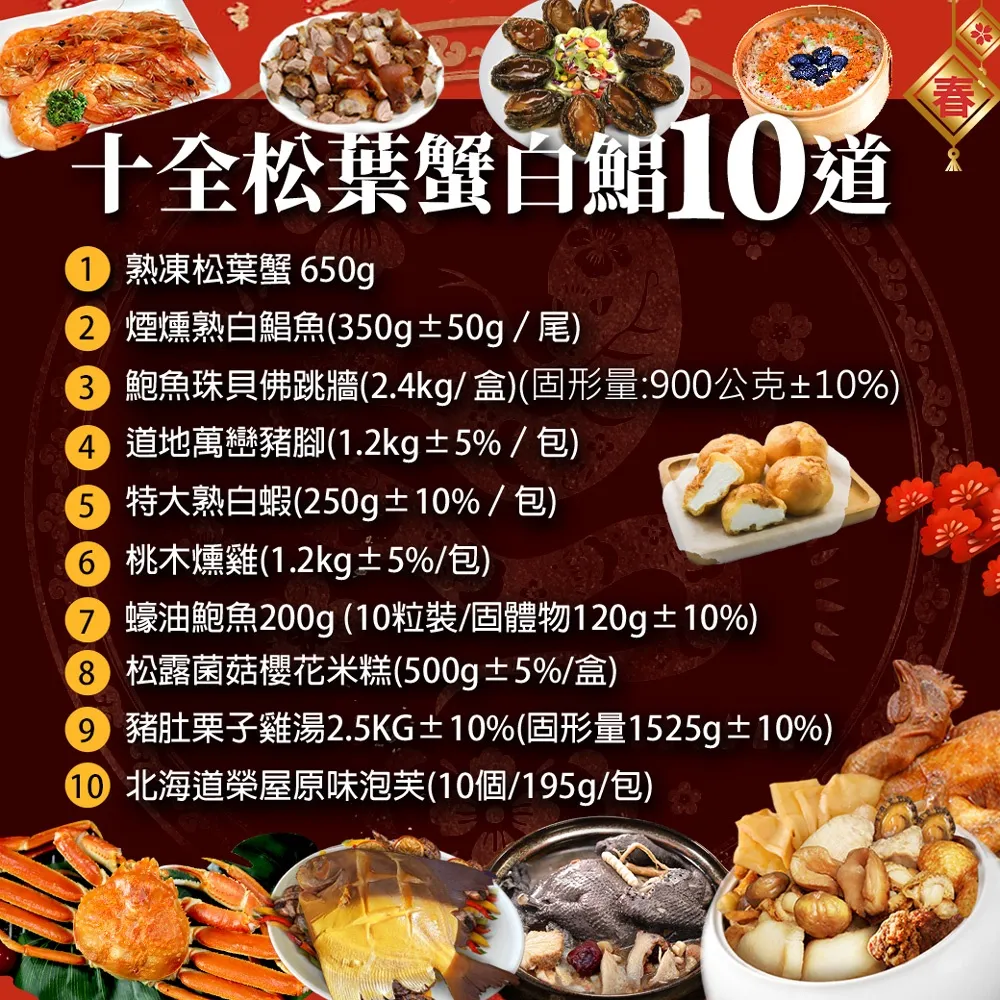 春
十全松葉蟹白鯧10道
1 熟凍松葉蟹 650g
2 煙燻熟白鯧魚(350g±50g / 尾)
3 鮑魚珠貝佛跳牆(2.4kg/ 盒)(固形量:900公克±10%)
4 道地萬巒豬腳(1.2kg±5% / 包)
5 特大熟白蝦(250g±10% / 包)
6 桃木燻雞(1.2kg±5%/包)
7 蠔油鮑魚200g (10粒裝/固體物120g±10%)
8 松露菌菇櫻花米糕(500g±5%/盒)
9 豬肚栗子雞湯2.5KG±10%(固形量1525g±10%)
10 北海道榮屋原味泡芙(10個/195g/包)